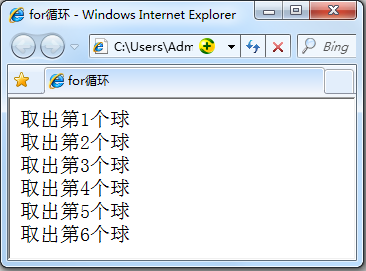 for循环 - Windows Internet Explorer
C:\Users\Adm
Bing
for循环
取出第1个球
取出第2个球
取出第3个球
取出第4个球
取出第5个球
取出第6个球